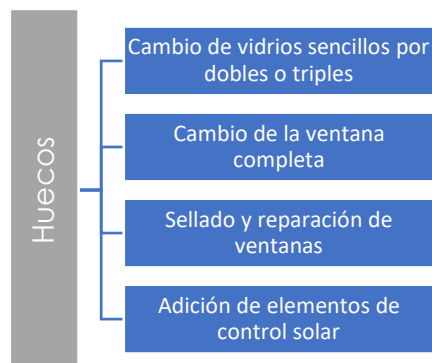 Huecos
Cambio de vidrios sencillos por
dobles o triples
Cambio de la ventana
completa
Sellado y reparación de
ventanas
Adición de elementos de
control solar